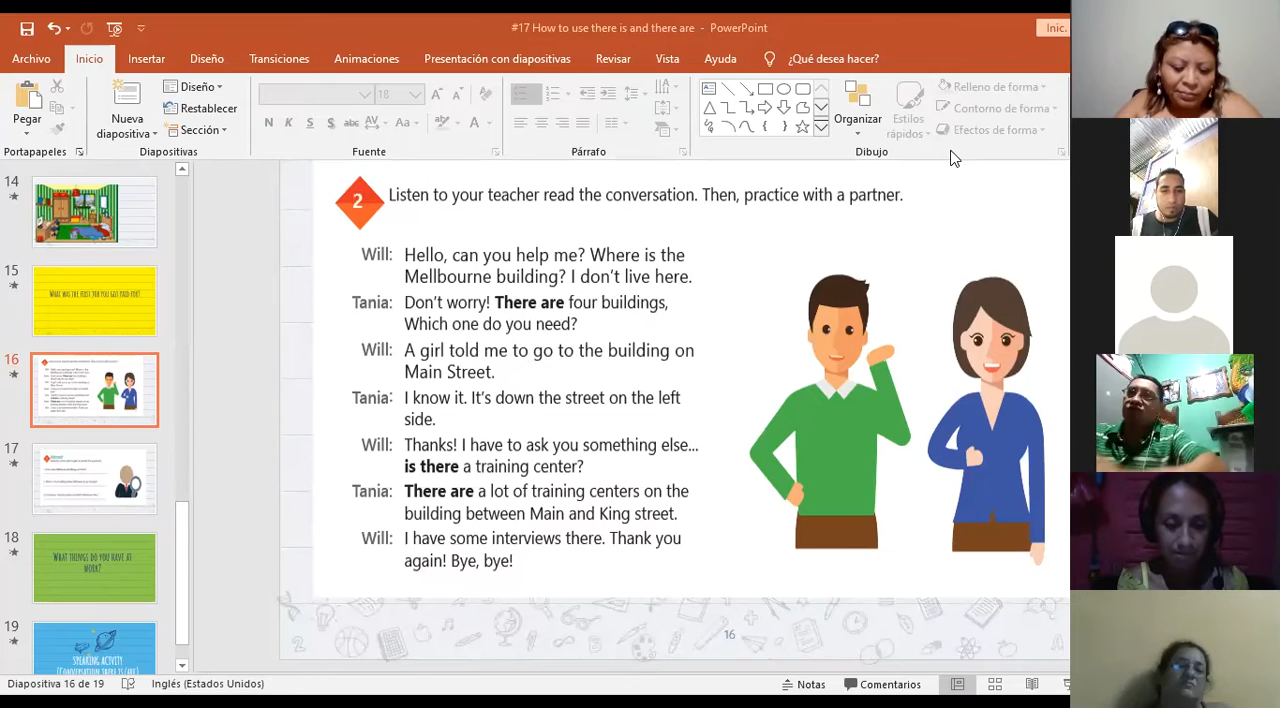 #17 How to use there is and there are - PowerPoint
Inic.
Archivo Inicio Insertar Diseño Transiciones Animaciones Presentación con diapositivas Revisar Vista Ayuda ¿Qué desea hacer?
Pegar
Nueva diapositiva
Diseño
Restablecer
Sección
18
N K S S abc AV Aa A
Organizar
Estilos rápidos
Relleno de forma
Contorno de forma
Efectos de forma
Portapapeles Diapositivas Fuente Párrafo Dibujo
14
15
WHAT WAS THE FIRST JOB YOU GOT PAID FOR?
16
17
18
WHAT THINGS DO YOU HAVE AT WORK?
19
SPEAKING ACTIVITY
(CONVERSATION THERE IS/ARE)
2 Listen to your teacher read the conversation. Then, practice with a partner.
Will: Hello, can you help me? Where is the
Mellbourne building? I don't live here.
Tania: Don't worry! There are four buildings,
Which one do you need?
Will: A girl told me to go to the building on
Main Street.
Tania: I know it. It's down the street on the left
side.
Will: Thanks! I have to ask you something else...
is there a training center?
Tania: There are a lot of training centers on the
building between Main and King street.
Will: I have some interviews there. Thank you
again! Bye, bye!
16
Diapositiva 16 de 19 Inglés (Estados Unidos) Notas Comentarios